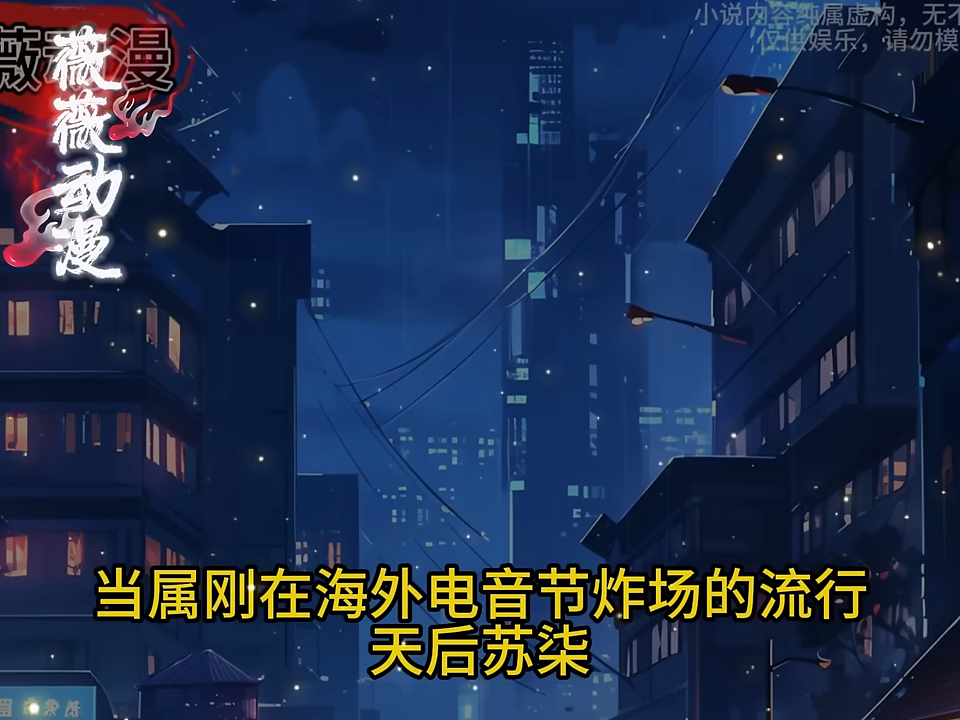 小说内容纯属虚构，无不
仅供娱乐，请勿模
薇薇动漫
当属刚在海外电音节炸场的流行
天后苏柒